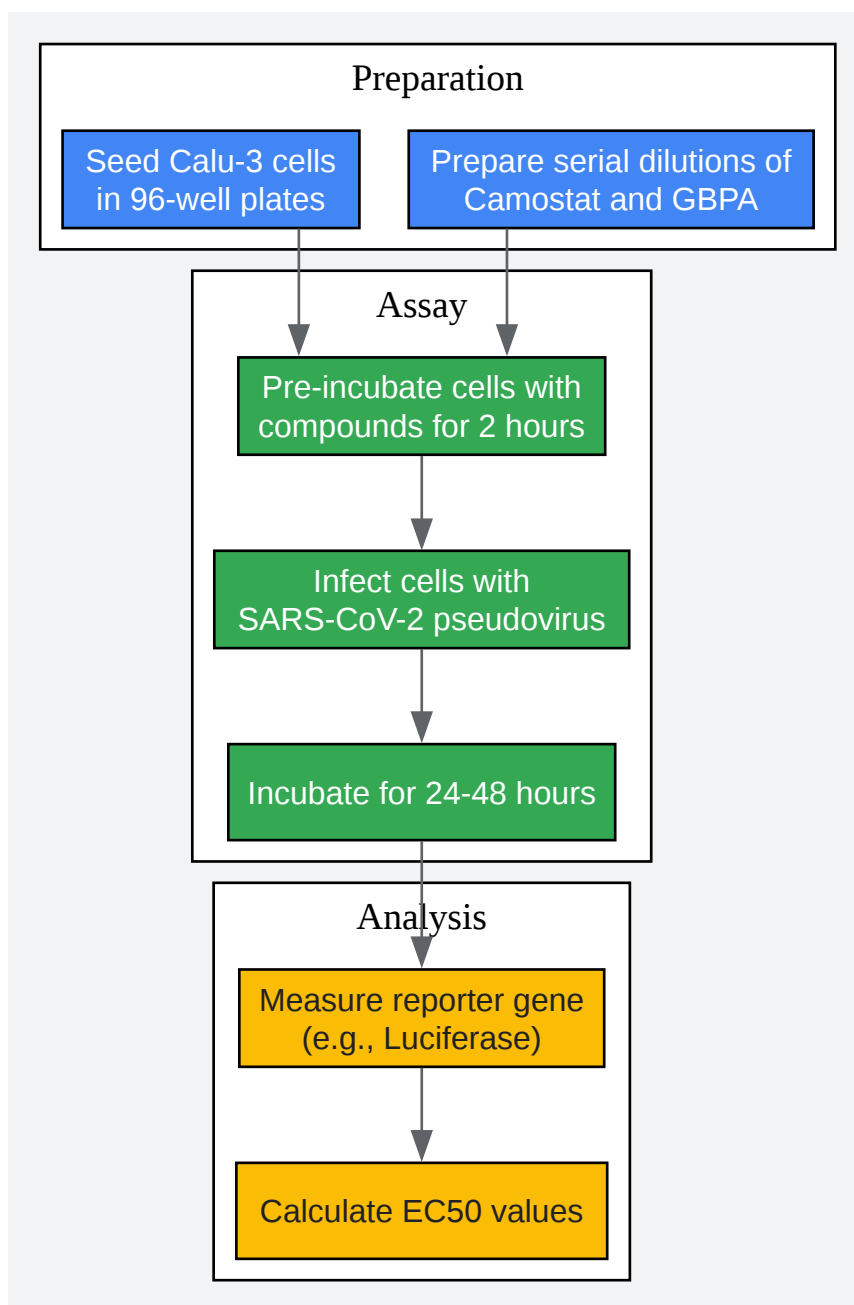 Preparation
Seed Calu-3 cells
in 96-well plates
Prepare serial dilutions of
Camostat and GBPA
Assay
Pre-incubate cells with
compounds for 2 hours
Infect cells with
SARS-CoV-2 pseudovirus
Incubate for 24-48 hours
Analysis
Measure reporter gene
(e.g., Luciferase)
Calculate EC50 values